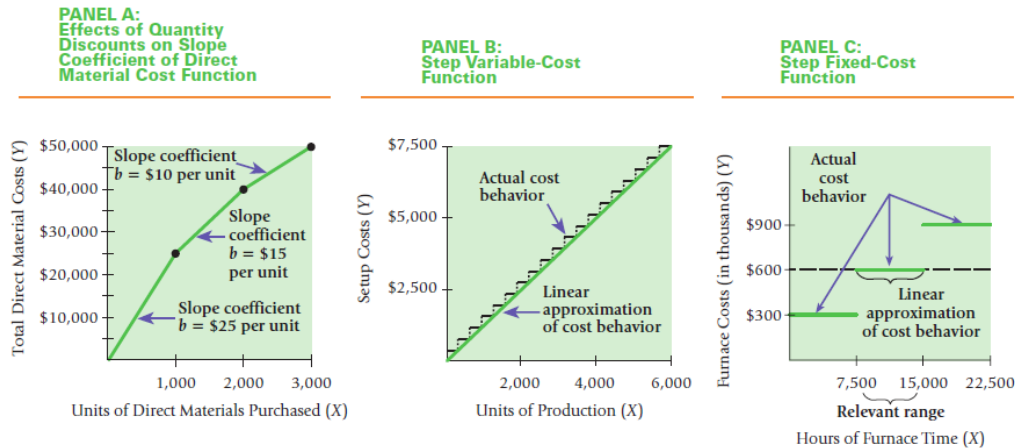 PANEL A:
Effects of Quantity
Discounts on Slope
Coefficient of Direct
Material Cost Function
Total Direct Material Costs (Y)
$50,000
$40,000
$30,000
$20,000
$10,000
Slope coefficient
b = $10 per unit
Slope
coefficient
b = $15
per unit
Slope coefficient
b = $25 per unit
1,000
2,000
3,000
Units of Direct Materials Purchased (X)
PANEL B:
Step Variable-Cost
Function
Setup Costs (Y)
$7,500
$5,000
$2,500
Actual cost
behavior
Linear
approximation
of cost behavior
2,000
4,000
6,000
Units of Production (X)
PANEL C:
Step Fixed-Cost
Function
Furnace Costs (in thousands) (Y)
$900
$600
$300
Actual
cost
behavior
Linear
approximation
of cost behavior
7,500
15,000
22,500
Relevant range
Hours of Furnace Time (X)